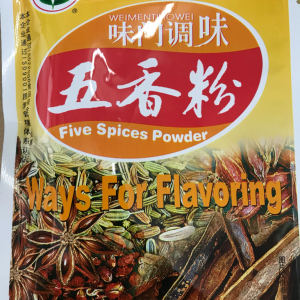 ®
WEIMENTIAOWEI
味门调味
五香粉
Five Spices Powder
Ways For Flavoring